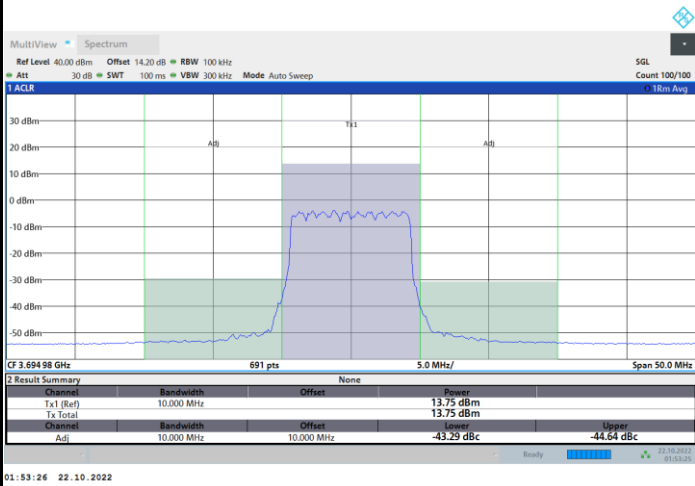 MultiView Spectrum
Ref Level 40.00 dBm Offset 14.20 dB RBW 100 kHz SGL
Att 30 dB SWT 100 ms VBW 300 kHz Mode Auto Sweep Count 100/100
1 ACLR 1Rm Avg
30 dBm
Tx1
20 dBm
Adj Adj
10 dBm
0 dBm
-10 dBm
-20 dBm
-30 dBm
-40 dBm
-50 dBm
CF 3.694 98 GHz 691 pts 5.0 MHz/ Span 50.0 MHz
2 Result Summary None
Channel Bandwidth Offset Power
Tx1 (Ref) 10.000 MHz 13.75 dBm
Tx Total 13.75 dBm
Channel Bandwidth Offset Lower Upper
Adj 10.000 MHz 10.000 MHz -43.29 dBc -44.64 dBc
Ready 22.10.2022
01:53:25
01:53:26 22.10.2022